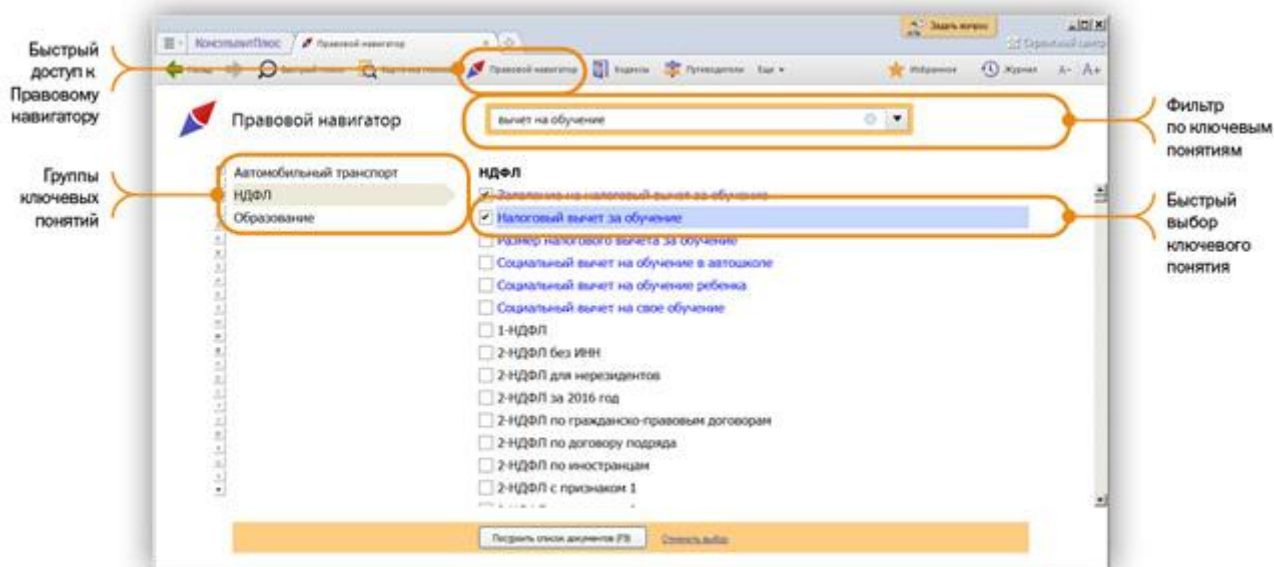 Задать вопрос
КонсультантПлюс
Правовой навигатор
Сервисный центр
Назад
Быстрый поиск
Карточка поиска
Правовой навигатор
Кодексы
Путеводители
Еще
Избранное
Журнал
A-
A+
Быстрый
доступ к
Правовому
навигатору
Правовой навигатор
вычет на обучение
Фильтр
по ключевым
понятиям
Группы
ключевых
понятий
Автомобильный транспорт
НДФЛ
Образование
НДФЛ
Заявление на налоговый вычет за обучение
Налоговый вычет за обучение
Размер налогового вычета за обучение
Социальный вычет на обучение в автошколе
Социальный вычет на обучение ребенка
Социальный вычет на свое обучение
1-НДФЛ
2-НДФЛ без ИНН
2-НДФЛ для нерезидентов
2-НДФЛ за 2016 год
2-НДФЛ по гражданско-правовым договорам
2-НДФЛ по договору подряда
2-НДФЛ по иностранцам
2-НДФЛ с признаком 1
Быстрый
выбор
ключевого
понятия
Построить список документов (F9)
Отменить выбор